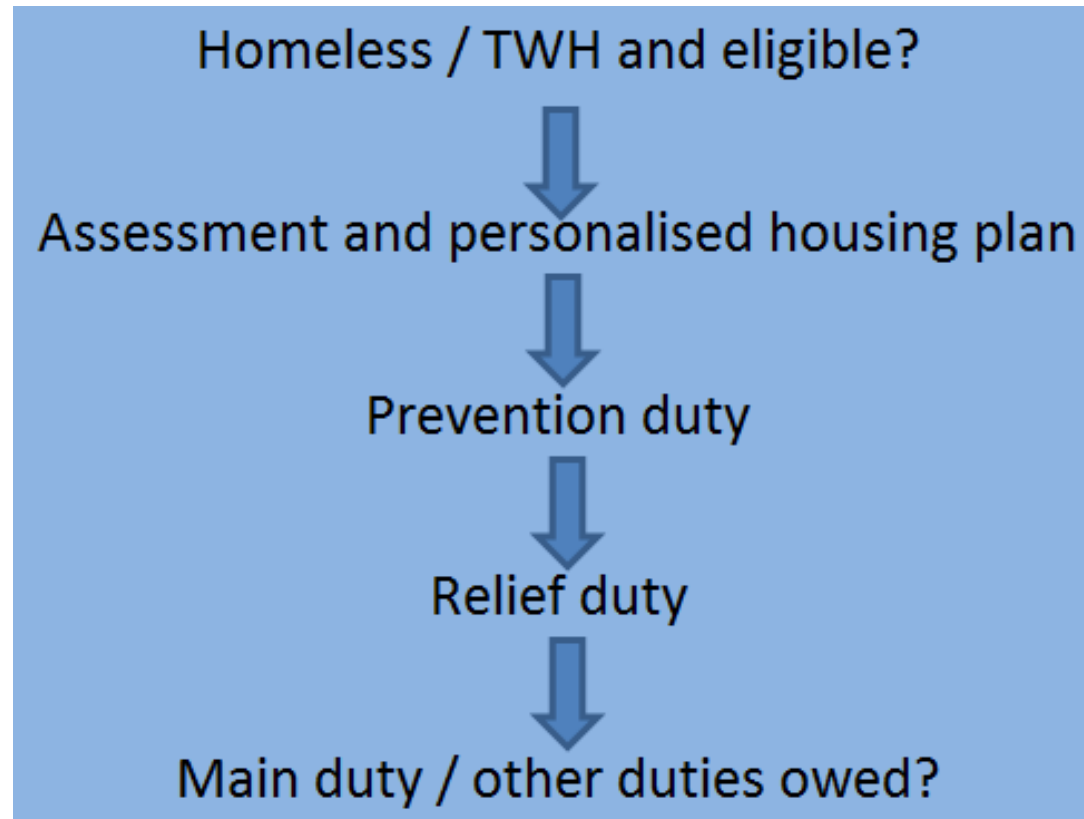 Homeless / TWH and eligible?
Assessment and personalised housing plan
Prevention duty
Relief duty
Main duty / other duties owed?